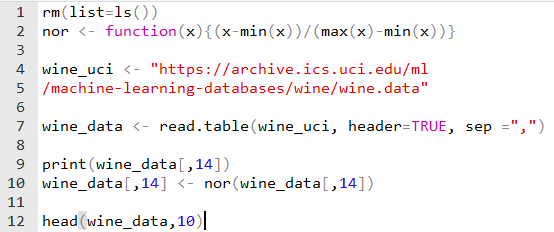 1 rm(list=ls())
2 nor <- function(x){(x-min(x))/(max(x)-min(x))}
3
4 wine_uci <- "https://archive.ics.uci.edu/ml
5 /machine-learning-databases/wine/wine.data"
6
7 wine_data <- read.table(wine_uci, header=TRUE, sep =",")
8
9 print(wine_data[,14])
10 wine_data[,14] <- nor(wine_data[,14])
11
12 head(wine_data,10)